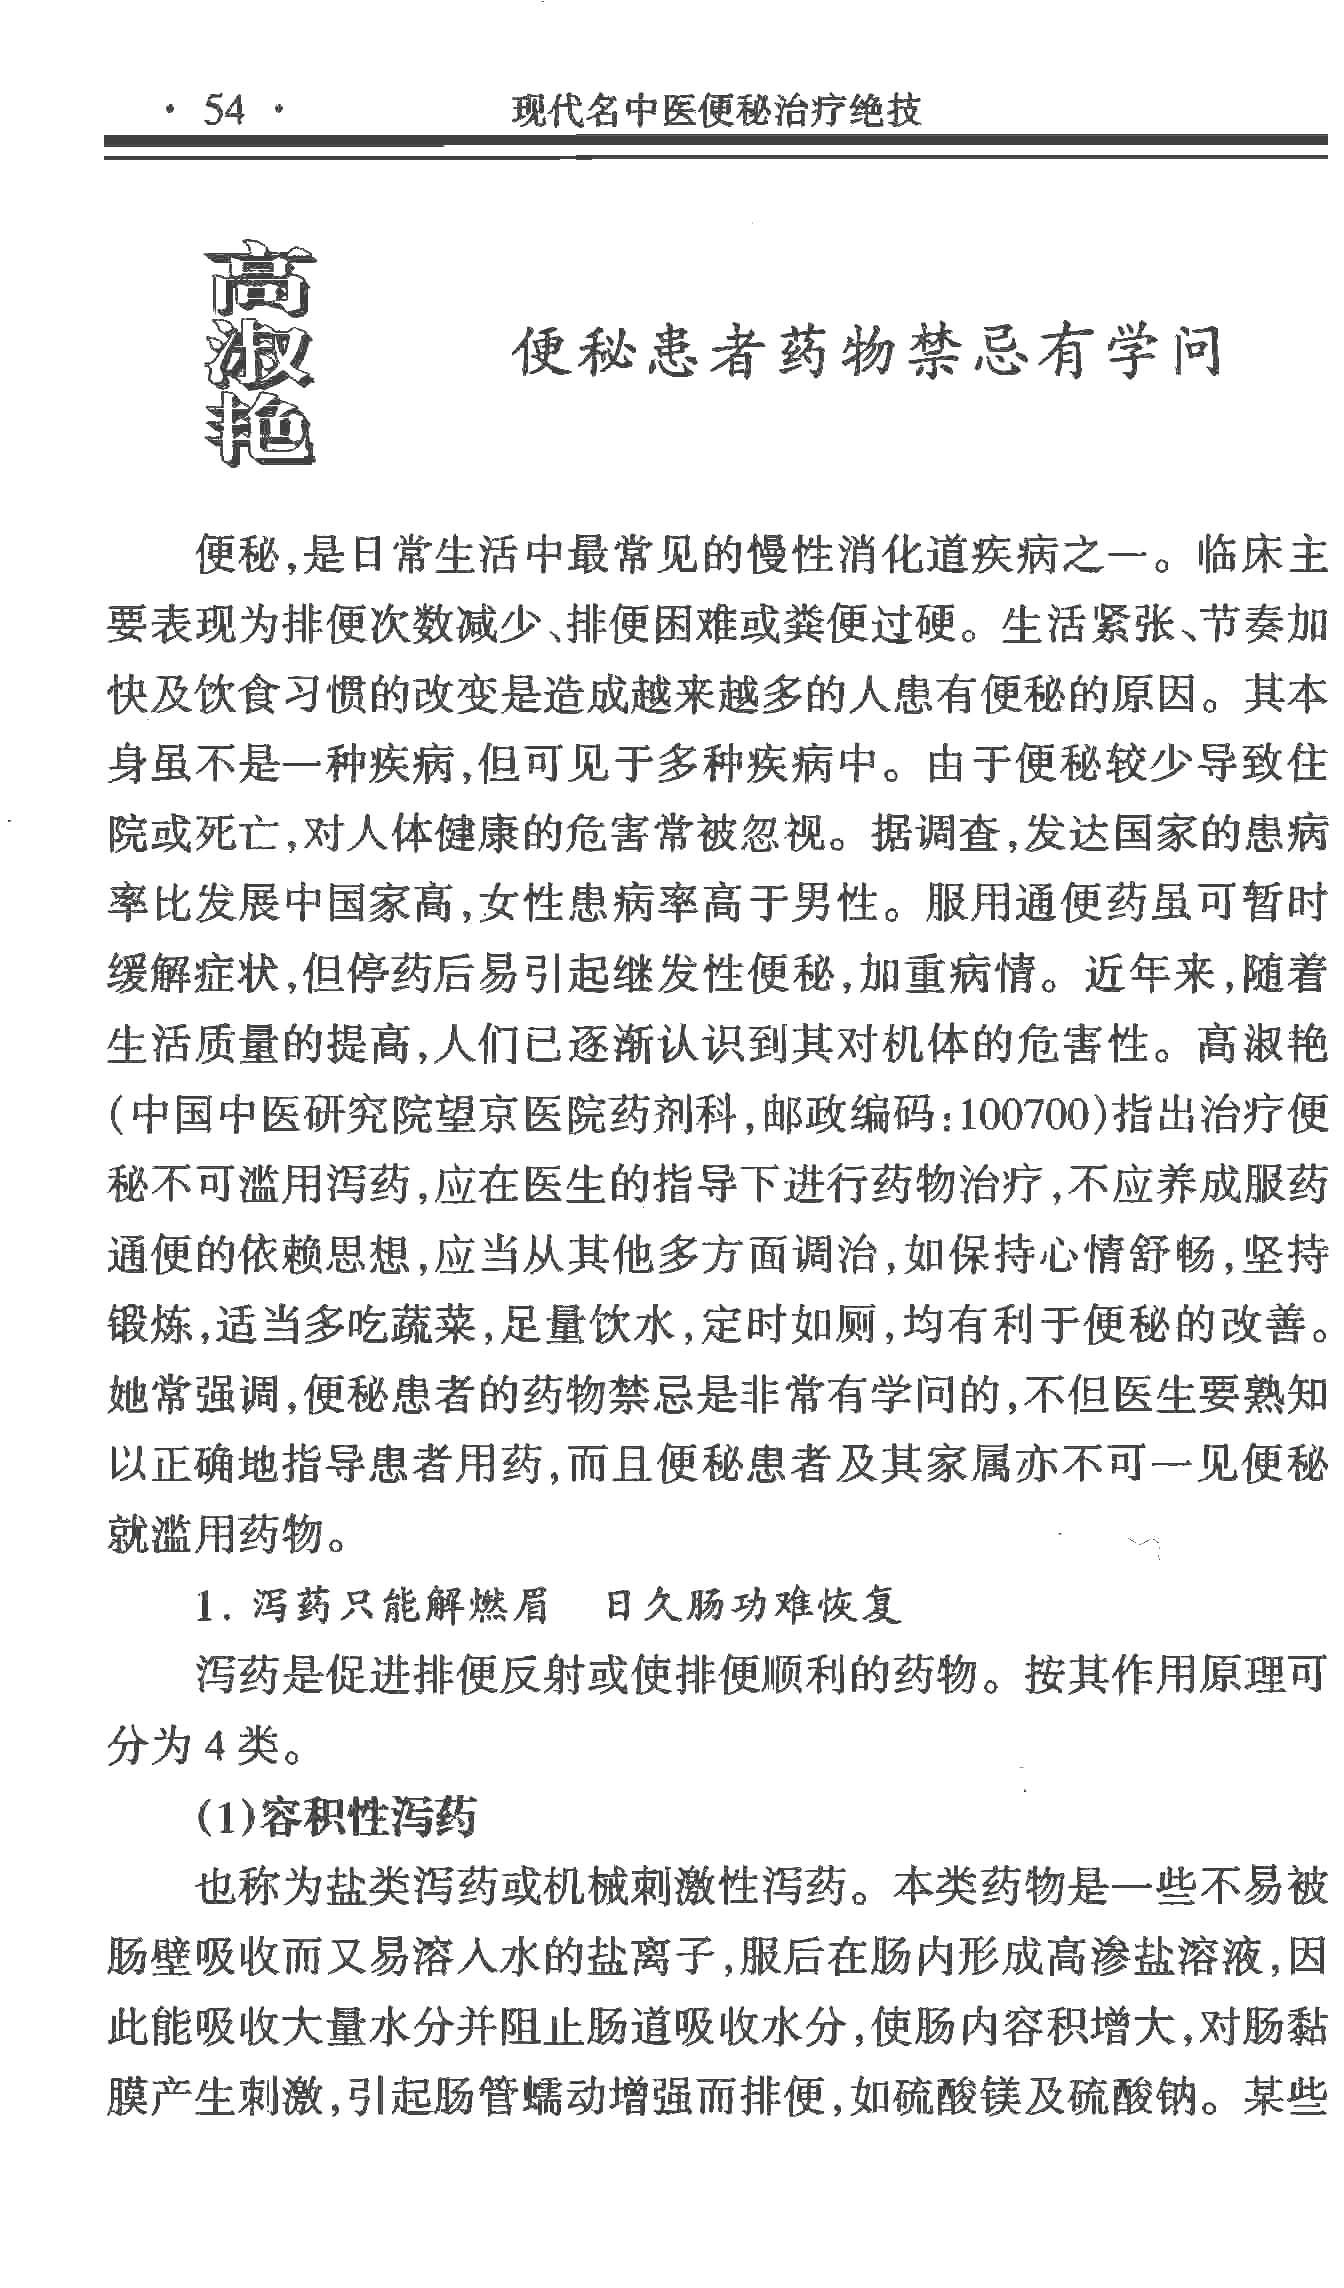 · 54 · 现代名中医便秘治疗绝技
高淑艳
便秘患者药物禁忌有学问
便秘,是日常生活中最常见的慢性消化道疾病之一。临床主
要表现为排便次数减少、排便困难或粪便过硬。生活紧张、节奏加
快及饮食习惯的改变是造成越来越多的人患有便秘的原因。其本
身虽不是一种疾病,但可见于多种疾病中。由于便秘较少导致住
院或死亡,对人体健康的危害常被忽视。据调查,发达国家的患病
率比发展中国家高,女性患病率高于男性。服用通便药虽可暂时
缓解症状,但停药后易引起继发性便秘,加重病情。近年来,随着
生活质量的提高,人们已逐渐认识到其对机体的危害性。高淑艳
(中国中医研究院望京医院药剂科,邮政编码:100700)指出治疗便
秘不可滥用泻药,应在医生的指导下进行药物治疗,不应养成服药
通便的依赖思想,应当从其他多方面调治,如保持心情舒畅,坚持
锻炼,适当多吃蔬菜,足量饮水,定时如厕,均有利于便秘的改善。
她常强调,便秘患者的药物禁忌是非常有学问的,不但医生要熟知
以正确地指导患者用药,而且便秘患者及其家属亦不可一见便秘
就滥用药物。
1. 泻药只能解燃眉 日久肠功难恢复
泻药是促进排便反射或使排便顺利的药物。按其作用原理可
分为 4 类。
(1)容积性泻药
也称为盐类泻药或机械刺激性泻药。本类药物是一些不易被
肠壁吸收而又易溶入水的盐离子,服后在肠内形成高渗盐溶液,因
此能吸收大量水分并阻止肠道吸收水分,使肠内容积增大,对肠黏
膜产生刺激,引起肠管蠕动增强而排便,如硫酸镁及硫酸钠。某些